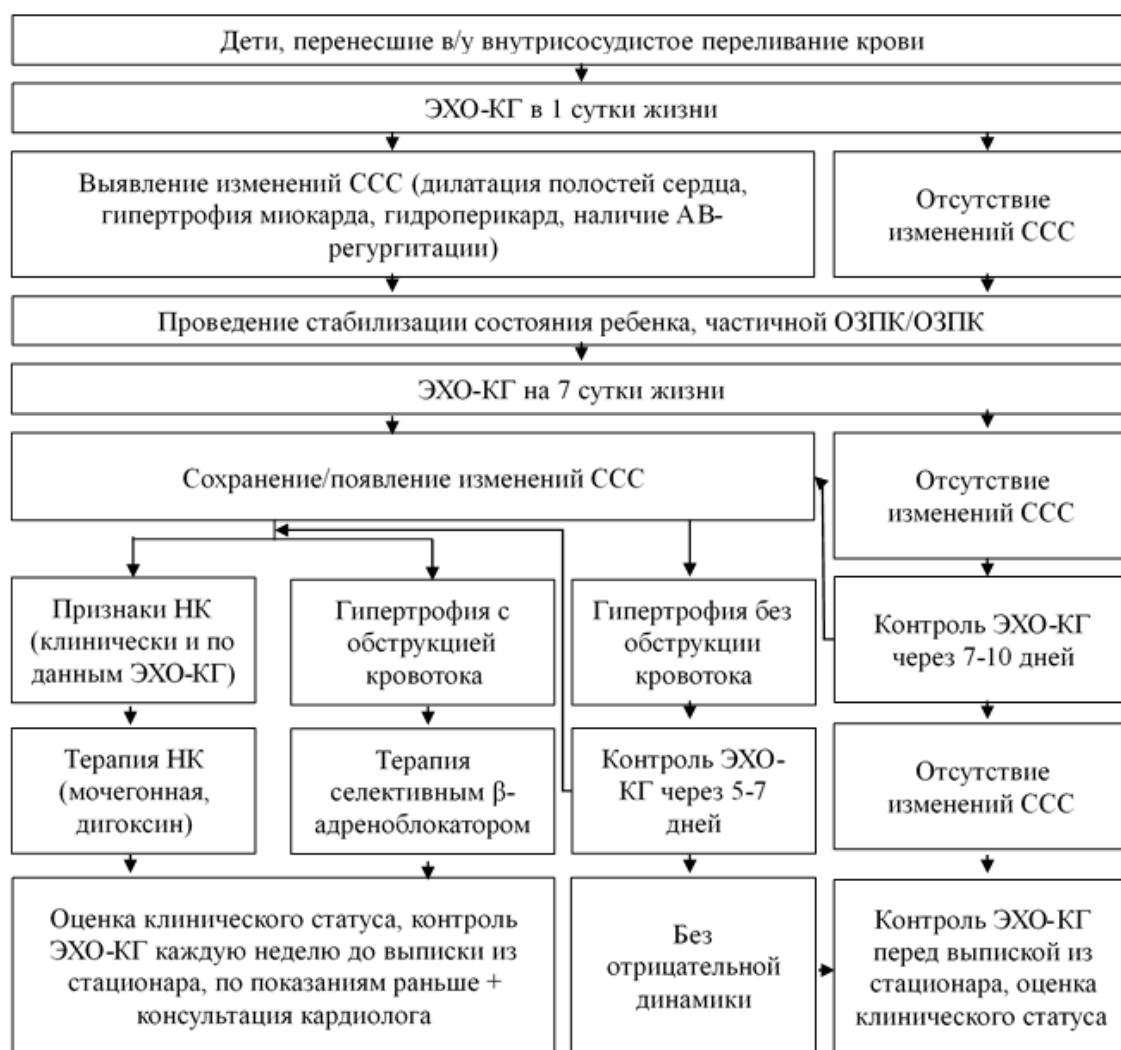 Дети, перенесшие в/у внутрисосудистое переливание крови
ЭХО-КГ в 1 сутки жизни
Выявление изменений ССС (дилатация полостей сердца,
гипертрофия миокарда, гидроперикард, наличие АВ-
регургитации)
Отсутствие
изменений ССС
Проведение стабилизации состояния ребенка, частичной ОЗПК/ОЗПК
ЭХО-КГ на 7 сутки жизни
Сохранение/появление изменений ССС
Отсутствие
изменений ССС
Признаки НК
(клинически и по
данным ЭХО-КГ)
Гипертрофия с
обструкцией
кровотока
Гипертрофия без
обструкции
кровотока
Контроль ЭХО-КГ
через 7-10 дней
Терапия НК
(мочегонная,
дигоксин)
Терапия
селективным β-
адреноблокатором
Контроль ЭХО-
КГ через 5-7
дней
Отсутствие
изменений ССС
Оценка клинического статуса, контроль
ЭХО-КГ каждую неделю до выписки из
стационара, по показаниям раньше +
консультация кардиолога
Без
отрицательной
динамики
Контроль ЭХО-КГ
перед выпиской из
стационара, оценка
клинического статуса